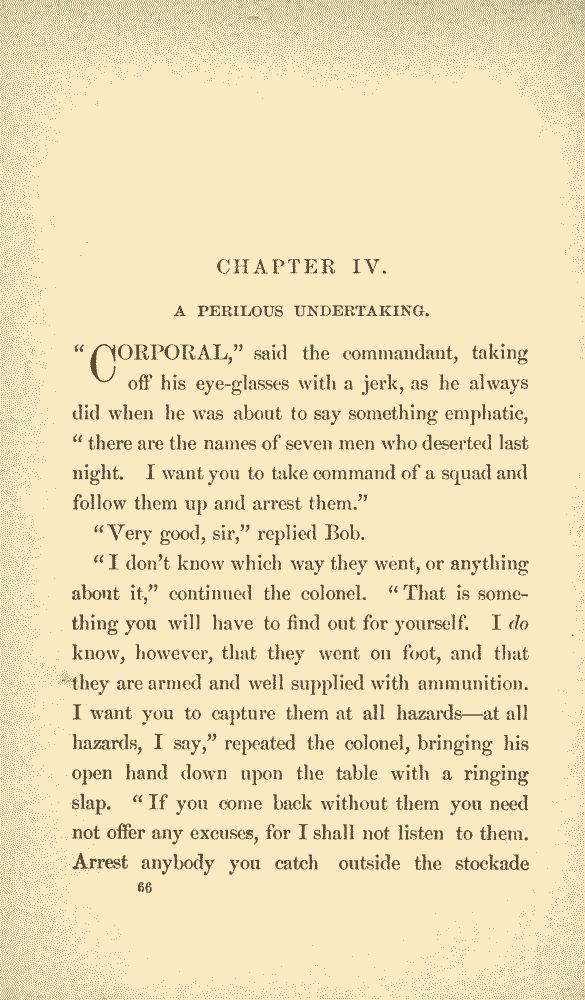 CHAPTER IV.
A PERILOUS UNDERTAKING.
“CORPORAL,” said the commandant, taking
off his eye-glasses with a jerk, as he always
did when he was about to say something emphatic,
“ there are the names of seven men who deserted last
night. I want you to take command of a squad and
follow them up and arrest them.”
“Very good, sir,” replied Bob.
“ I don’t know which way they went, or anything
about it,” continued the colonel. “ That is some-
thing you will have to find out for yourself. I do
know, however, that they went on foot, and that
they are armed and well supplied with ammunition.
I want you to capture them at all hazards—at all
hazards, I say,” repeated the colonel, bringing his
open hand down upon the table with a ringing
slap. “ If you come back without them you need
not offer any excuses, for I shall not listen to them.
Arrest anybody you catch outside the stockade
66